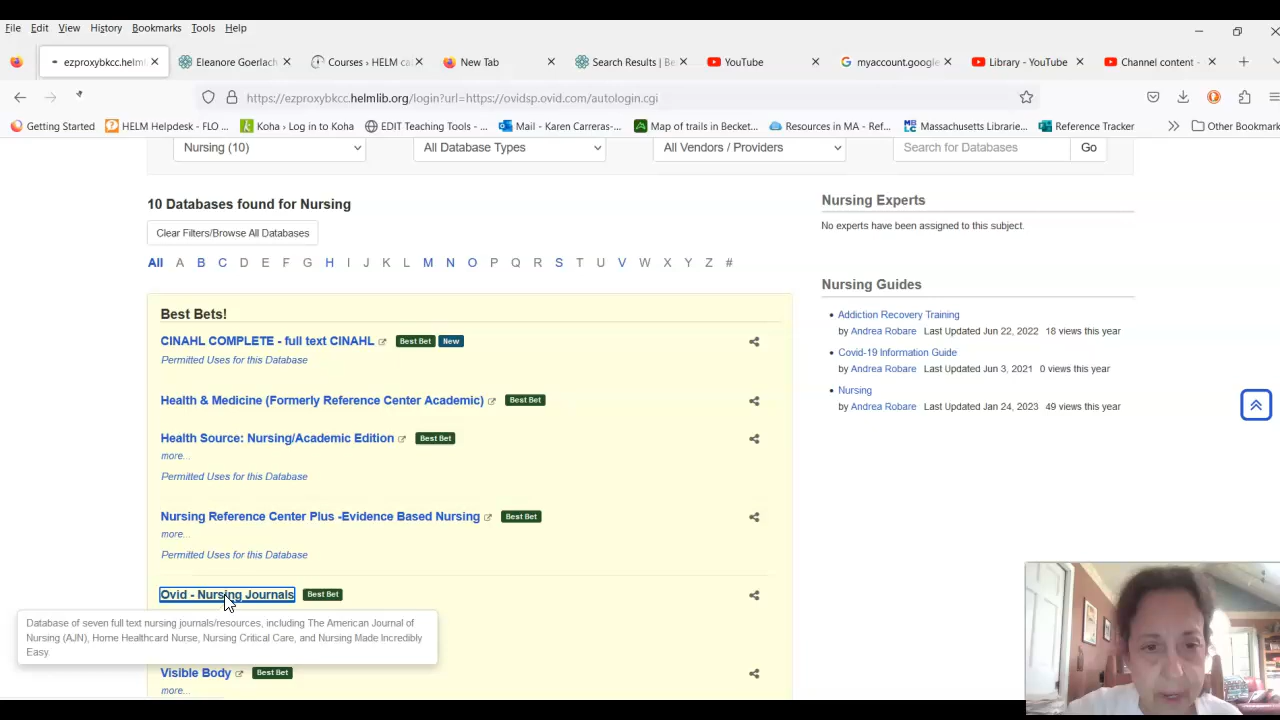 File Edit View History Bookmarks Tools Help
ezproxybkcc.helml
Eleanore Goerlach
Courses › HELM ca
New Tab
Search Results | Be
YouTube
myaccount.google
Library - YouTube
Channel content -
https://ezproxybkcc.helmlib.org/login?url=https://ovidsp.ovid.com/autologin.cgi
Getting Started
HELM Helpdesk - FLO ...
Koha › Log in to Koha
EDIT Teaching Tools - ...
Mail - Karen Carreras-...
Map of trails in Becket...
Resources in MA - Ref...
Massachusetts Librarie...
Reference Tracker
Other Bookmark
Nursing (10)
All Database Types
All Vendors / Providers
Search for Databases
Go
10 Databases found for Nursing
Clear Filters/Browse All Databases
All A B C D E F G H I J K L M N O P Q R S T U V W X Y Z #
Best Bets!
CINAHL COMPLETE - full text CINAHL Best Bet New
Permitted Uses for this Database
Health & Medicine (Formerly Reference Center Academic) Best Bet
Health Source: Nursing/Academic Edition Best Bet
more...
Permitted Uses for this Database
Nursing Reference Center Plus -Evidence Based Nursing Best Bet
more...
Permitted Uses for this Database
Ovid - Nursing Journals Best Bet
Database of seven full text nursing journals/resources, including The American Journal of
Nursing (AJN), Home Healthcard Nurse, Nursing Critical Care, and Nursing Made Incredibly
Easy.
Visible Body Best Bet
more...
Nursing Experts
No experts have been assigned to this subject.
Nursing Guides
Addiction Recovery Training
by Andrea Robare Last Updated Jun 22, 2022 18 views this year
Covid-19 Information Guide
by Andrea Robare Last Updated Jun 3, 2021 0 views this year
Nursing
by Andrea Robare Last Updated Jan 24, 2023 49 views this year